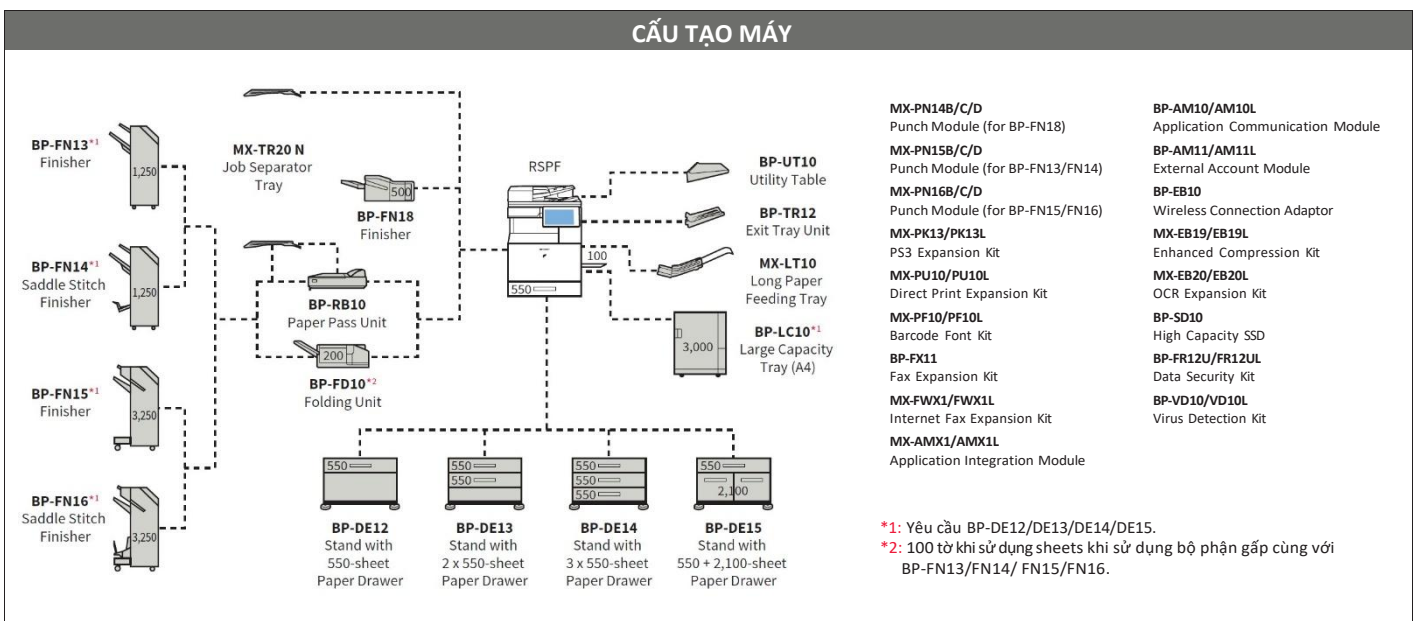 CẤU TẠO MÁY
BP-FN13*1
Finisher
1,250
BP-FN14*1
Saddle Stitch
Finisher
1,250
BP-FN15*1
Finisher
3,250
BP-FN16*1
Saddle Stitch
Finisher
3,250
MX-TR20 N
Job Separator
Tray
500
BP-FN18
Finisher
BP-RB10
Paper Pass Unit
200
BP-FD10*2
Folding Unit
RSPF
100
550
BP-UT10
Utility Table
BP-TR12
Exit Tray Unit
MX-LT10
Long Paper
Feeding Tray
3,000
BP-LC10*1
Large Capacity
Tray (A4)
550
BP-DE12
Stand with
550-sheet
Paper Drawer
550
550
BP-DE13
Stand with
2 x 550-sheet
Paper Drawer
550
550
550
BP-DE14
Stand with
3 x 550-sheet
Paper Drawer
550
2,100
BP-DE15
Stand with
550 + 2,100-sheet
Paper Drawer
MX-PN14B/C/D
Punch Module (for BP-FN18)
MX-PN15B/C/D
Punch Module (for BP-FN13/FN14)
MX-PN16B/C/D
Punch Module (for BP-FN15/FN16)
MX-PK13/PK13L
PS3 Expansion Kit
MX-PU10/PU10L
Direct Print Expansion Kit
MX-PF10/PF10L
Barcode Font Kit
BP-FX11
Fax Expansion Kit
MX-FWX1/FWX1L
Internet Fax Expansion Kit
MX-AMX1/AMX1L
Application Integration Module
BP-AM10/AM10L
Application Communication Module
BP-AM11/AM11L
External Account Module
BP-EB10
Wireless Connection Adaptor
MX-EB19/EB19L
Enhanced Compression Kit
MX-EB20/EB20L
OCR Expansion Kit
BP-SD10
High Capacity SSD
BP-FR12U/FR12UL
Data Security Kit
BP-VD10/VD10L
Virus Detection Kit
*1: Yêu cầu BP-DE12/DE13/DE14/DE15.
*2: 100 tờ khi sử dụng sheets khi sử dụng bộ phận gấp cùng với
BP-FN13/FN14/ FN15/FN16.